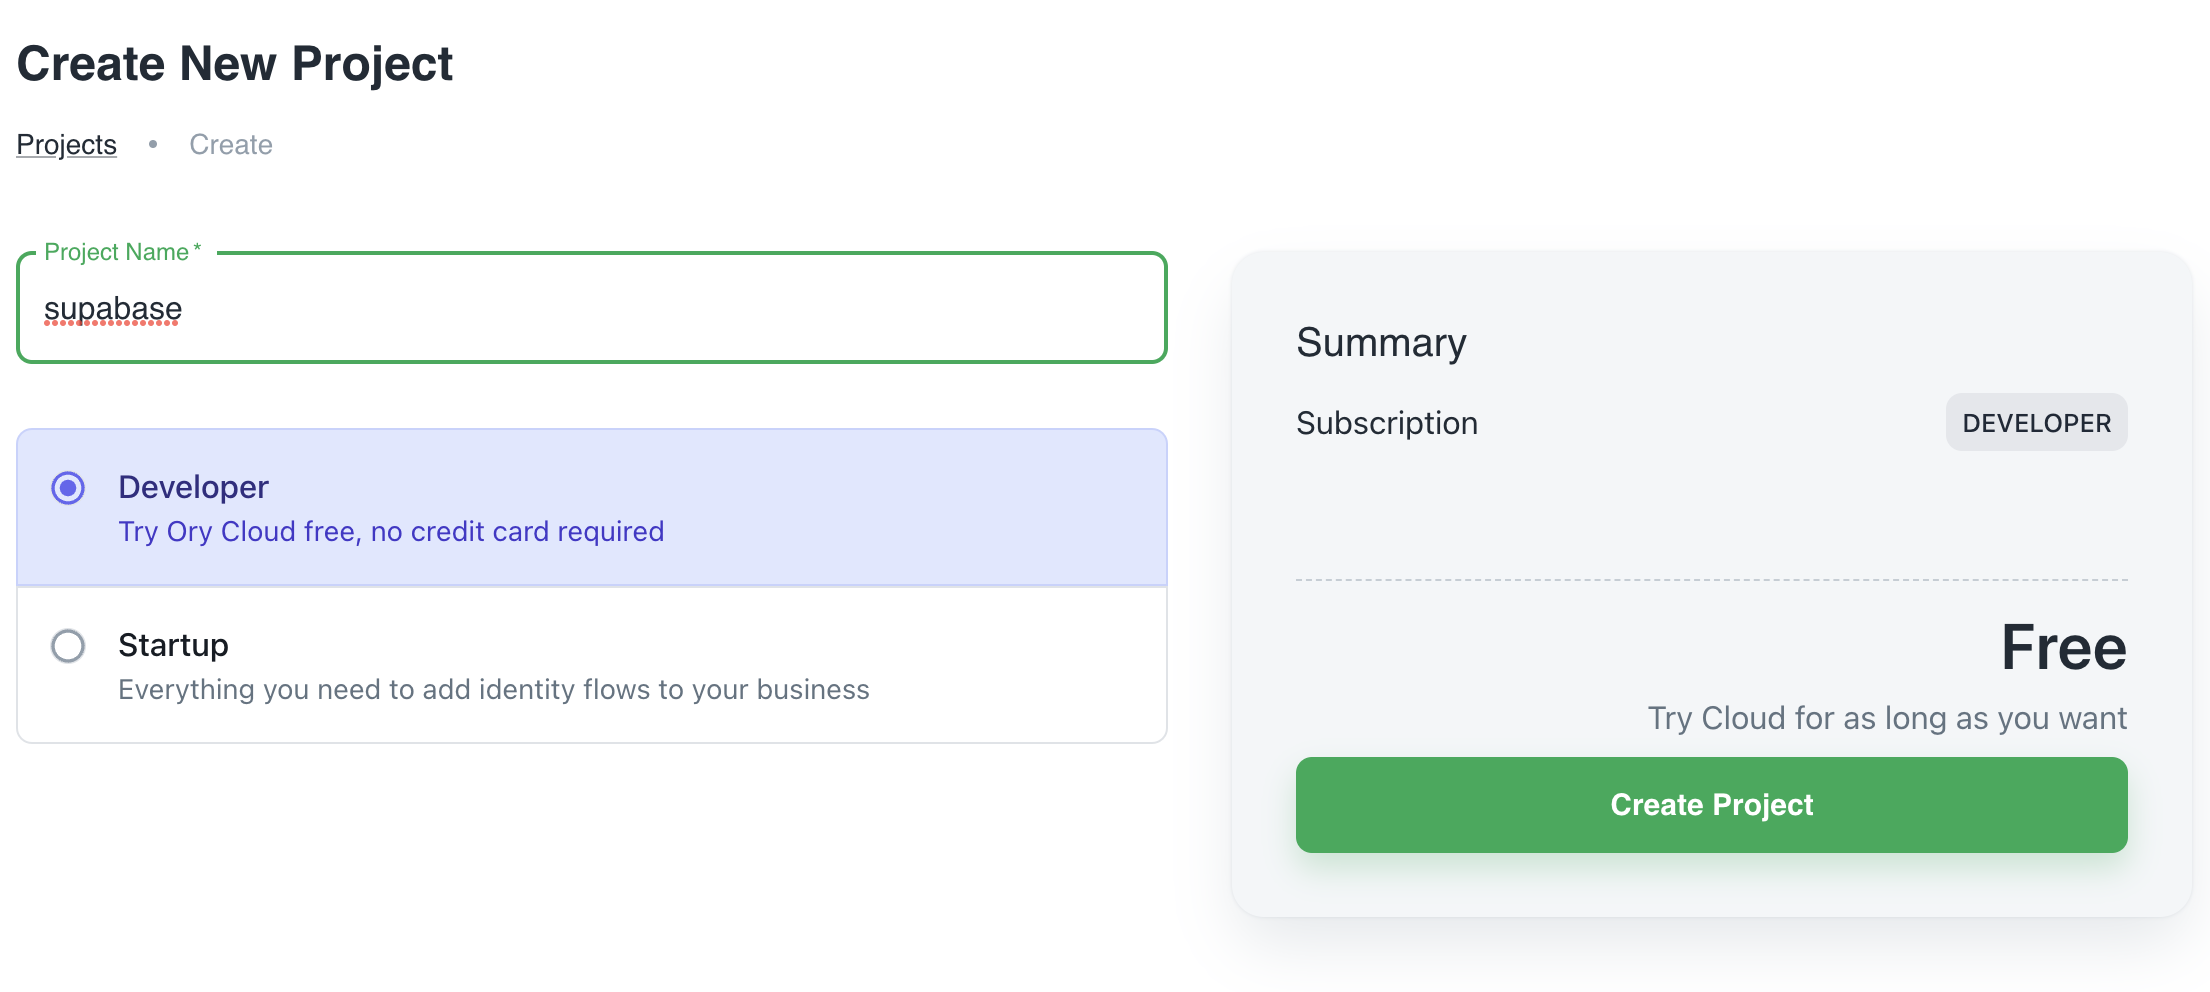 Create New Project
Projects • Create
Project Name *
supabase
Developer
Try Ory Cloud free, no credit card required
Startup
Everything you need to add identity flows to your business
Summary
Subscription DEVELOPER
Free
Try Cloud for as long as you want
Create Project